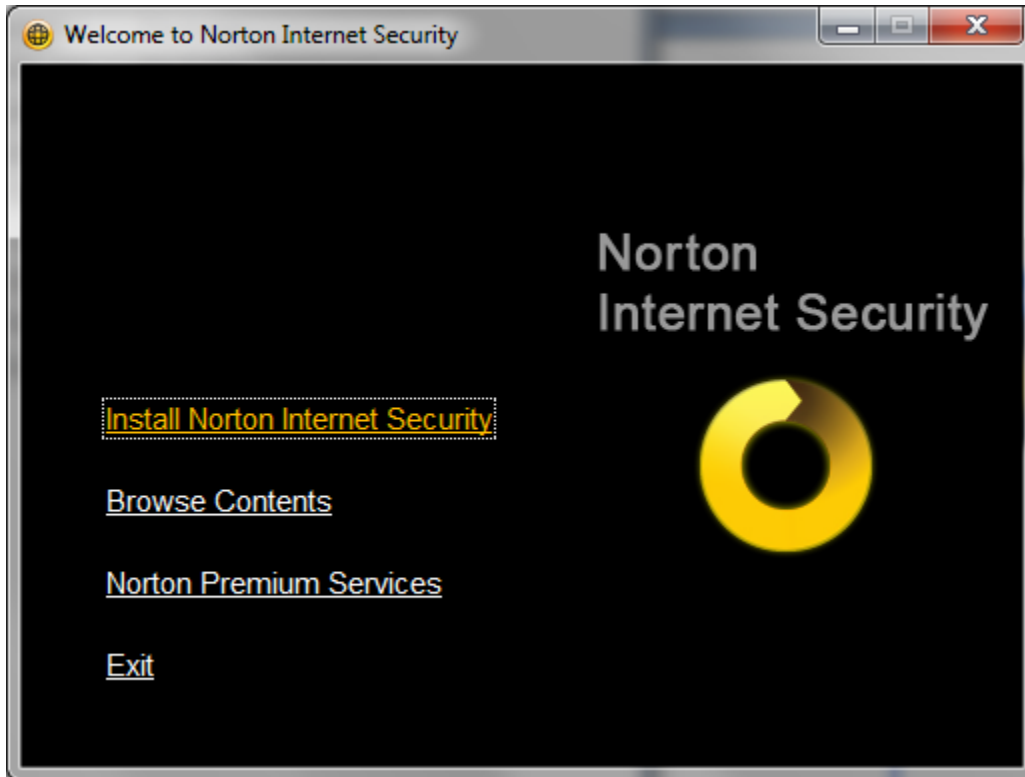 Welcome to Norton Internet Security
Norton
Internet Security
Install Norton Internet Security
Browse Contents
Norton Premium Services
Exit